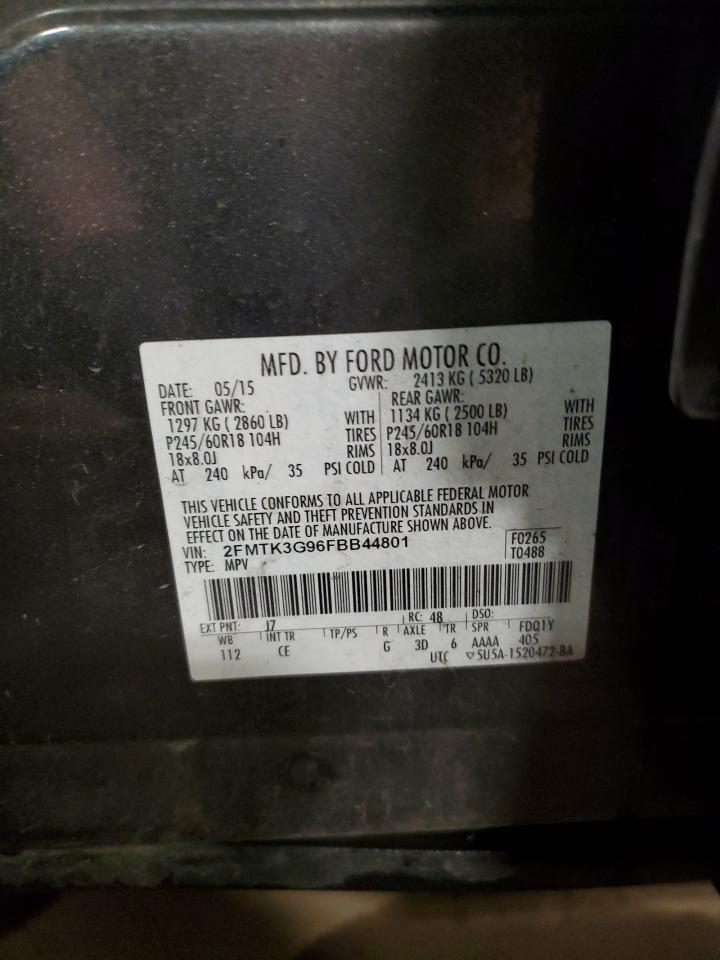 MFD. BY FORD MOTOR CO.
DATE: 05/15 GVWR: 2413 KG ( 5320 LB)
FRONT GAWR: REAR GAWR:
1297 KG ( 2860 LB) WITH 1134 KG ( 2500 LB) WITH
P245/60R18 104H TIRES P245/60R18 104H TIRES
18x8.0J RIMS 18x8.0J RIMS
AT 240 kPa/ 35 PSI COLD AT 240 kPa/ 35 PSI COLD
THIS VEHICLE CONFORMS TO ALL APPLICABLE FEDERAL MOTOR
VEHICLE SAFETY AND THEFT PREVENTION STANDARDS IN
EFFECT ON THE DATE OF MANUFACTURE SHOWN ABOVE.
VIN: 2FMTK3G96FBB44801 F0265
TYPE: MPV T0488
EXT PNT: J7 RC: 48 DSO: FDQ1Y
WB INT TR TP/PS R AXLE TR SPR 405
112 CE G 3D 6 AAAA
UTC ▽5U5A-1520472-BA